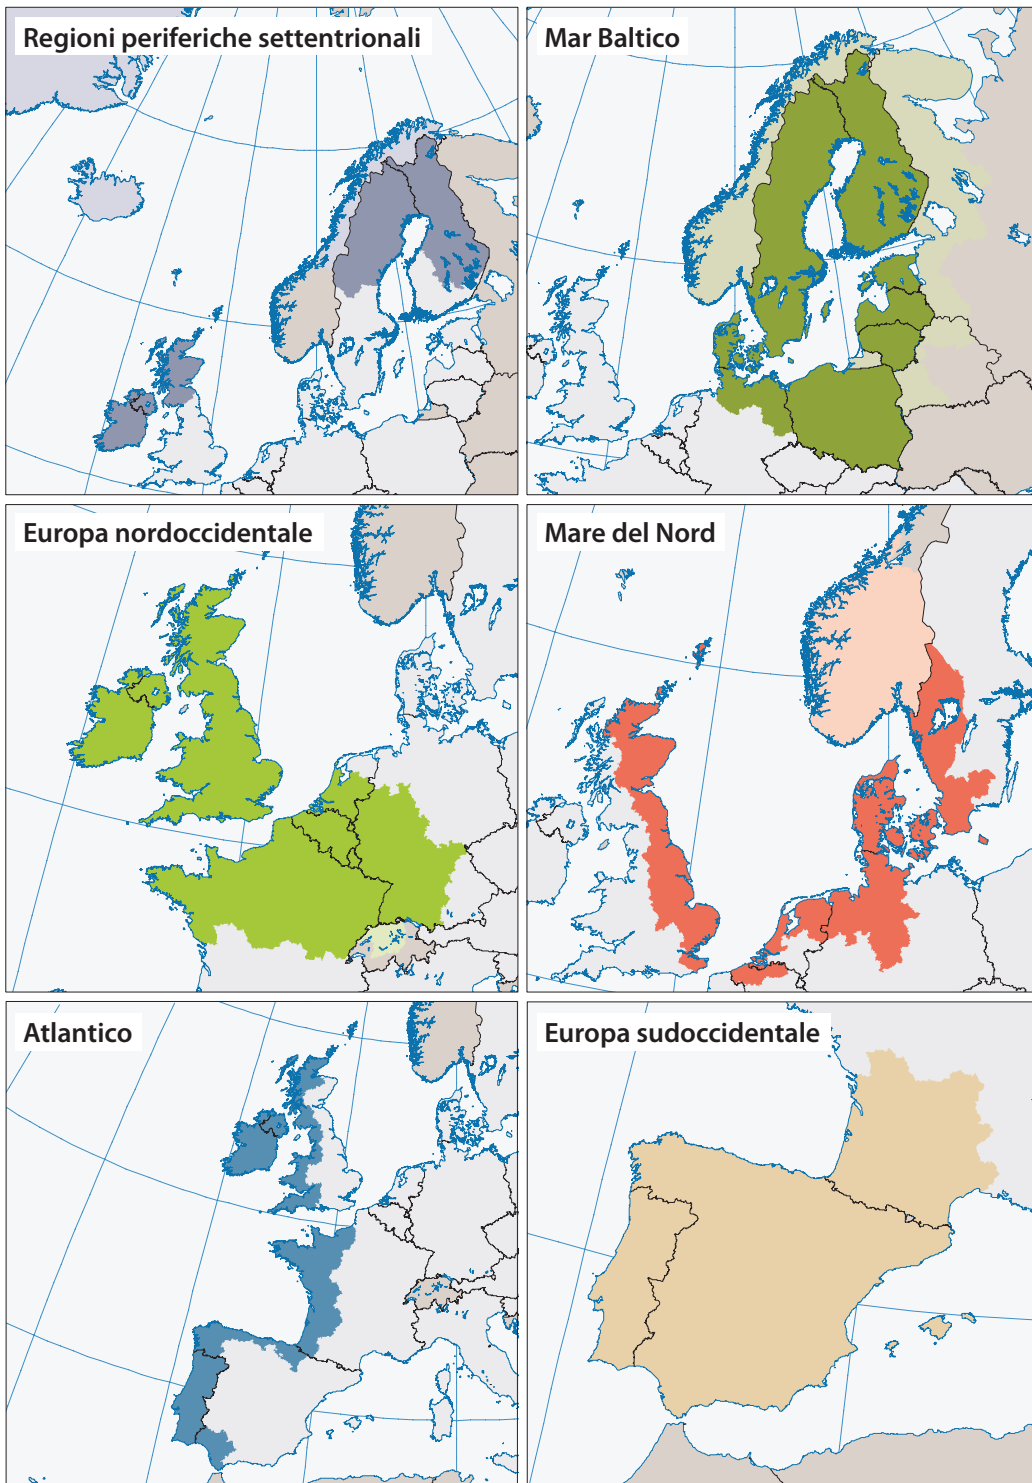 Regioni periferiche settentrionali
Mar Baltico
Europa nordoccidentale
Mare del Nord
Atlantico
Europa sudoccidentale